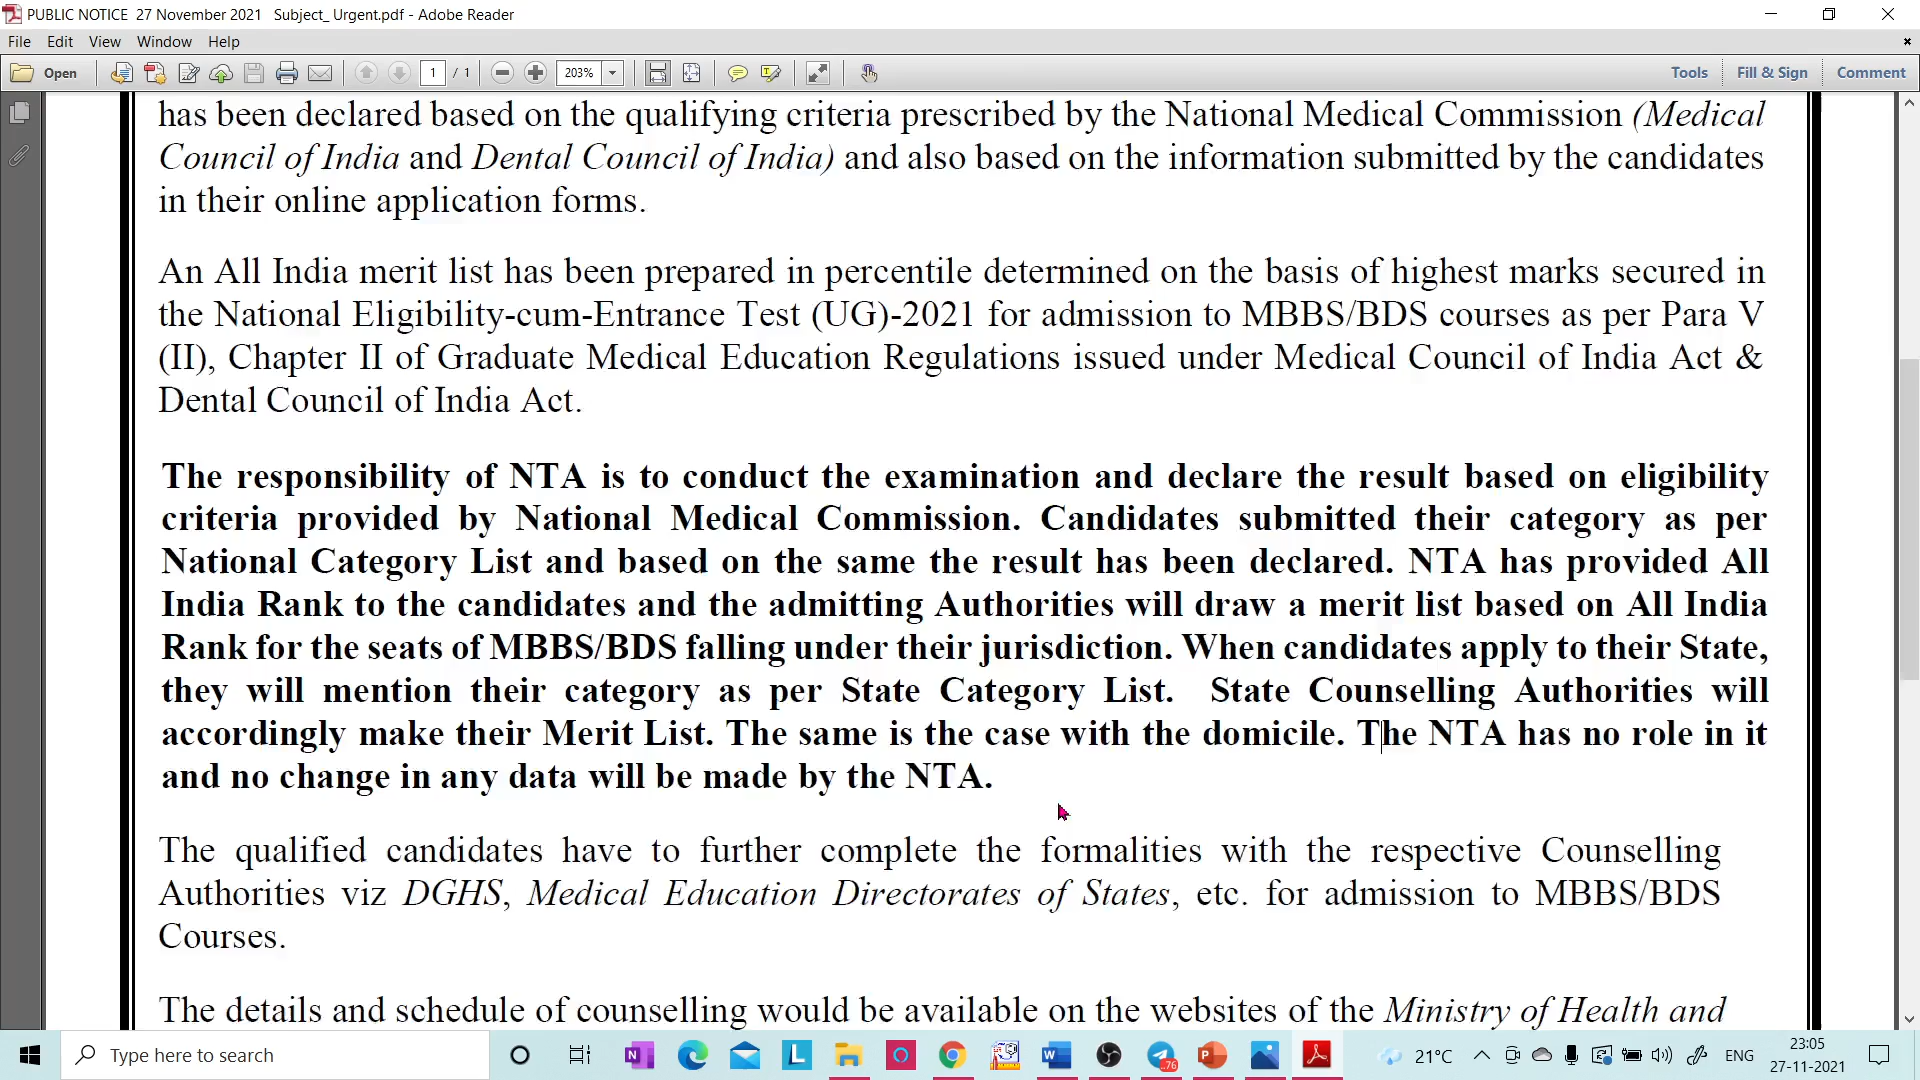 PUBLIC NOTICE 27 November 2021 Subject_ Urgent.pdf - Adobe Reader
File Edit View Window Help
Open 1 / 1 203% Tools Fill & Sign Comment
has been declared based on the qualifying criteria prescribed by the National Medical Commission (Medical
Council of India and Dental Council of India) and also based on the information submitted by the candidates
in their online application forms.
An All India merit list has been prepared in percentile determined on the basis of highest marks secured in
the National Eligibility-cum-Entrance Test (UG)-2021 for admission to MBBS/BDS courses as per Para V
(II), Chapter II of Graduate Medical Education Regulations issued under Medical Council of India Act &
Dental Council of India Act.
The responsibility of NTA is to conduct the examination and declare the result based on eligibility
criteria provided by National Medical Commission. Candidates submitted their category as per
National Category List and based on the same the result has been declared. NTA has provided All
India Rank to the candidates and the admitting Authorities will draw a merit list based on All India
Rank for the seats of MBBS/BDS falling under their jurisdiction. When candidates apply to their State,
they will mention their category as per State Category List. State Counselling Authorities will
accordingly make their Merit List. The same is the case with the domicile. The NTA has no role in it
and no change in any data will be made by the NTA.
The qualified candidates have to further complete the formalities with the respective Counselling
Authorities viz DGHS, Medical Education Directorates of States, etc. for admission to MBBS/BDS
Courses.
The details and schedule of counselling would be available on the websites of the Ministry of Health and
Type here to search
21°C ENG 23:05
27-11-2021